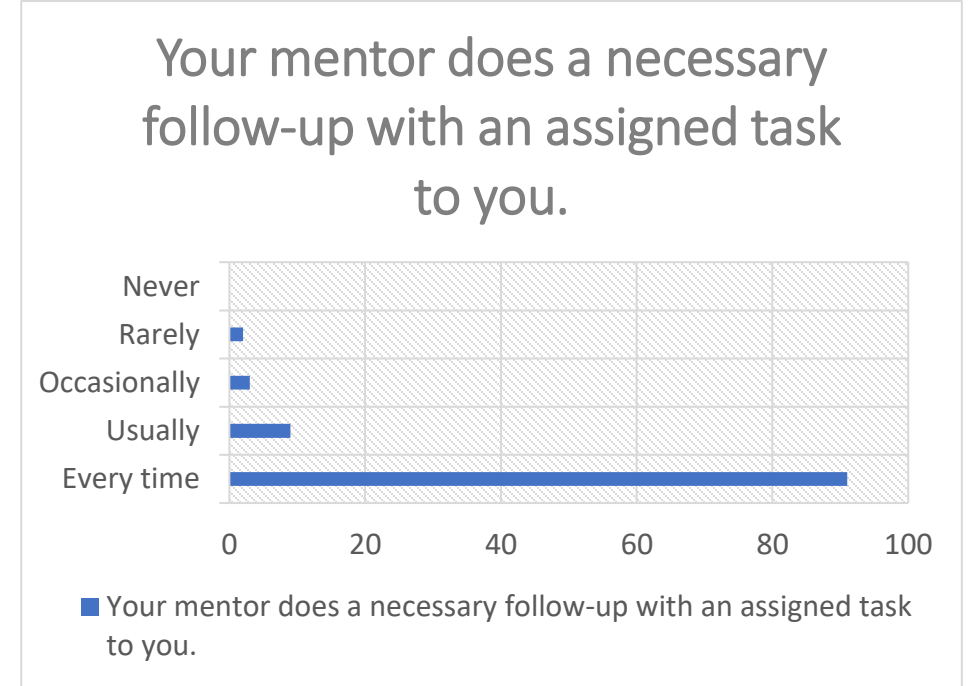 Your mentor does a necessary
follow-up with an assigned task
to you.
Never
Rarely
Occasionally
Usually
Every time
0 20 40 60 80 100
Your mentor does a necessary follow-up with an assigned task
to you.